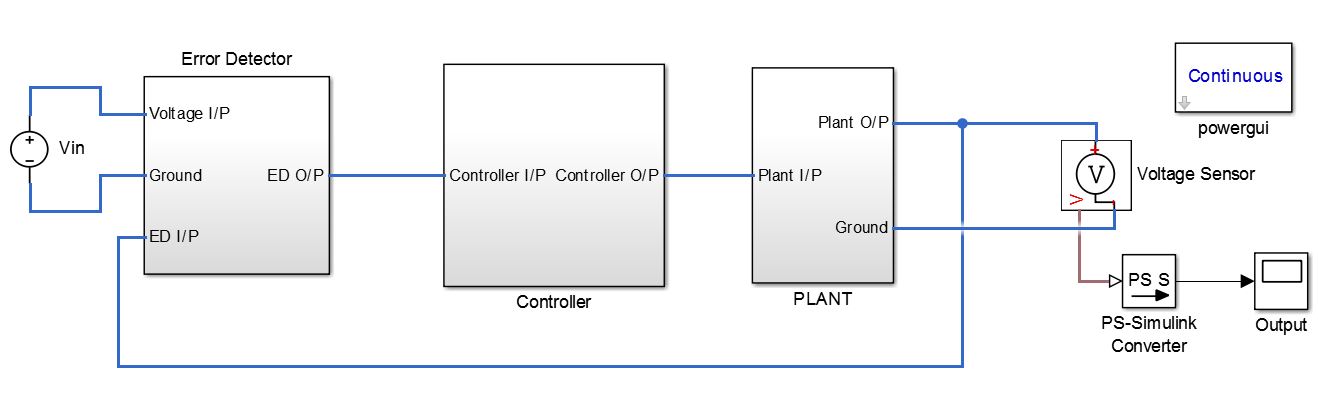 Error Detector
Voltage I/P
Ground
ED O/P
ED I/P
Vin
Controller I/P
Controller O/P
Controller
Plant O/P
Plant I/P
Ground
PLANT
Continuous
powergui
+
V
V
Voltage Sensor
PS S
PS-Simulink
Converter
Output